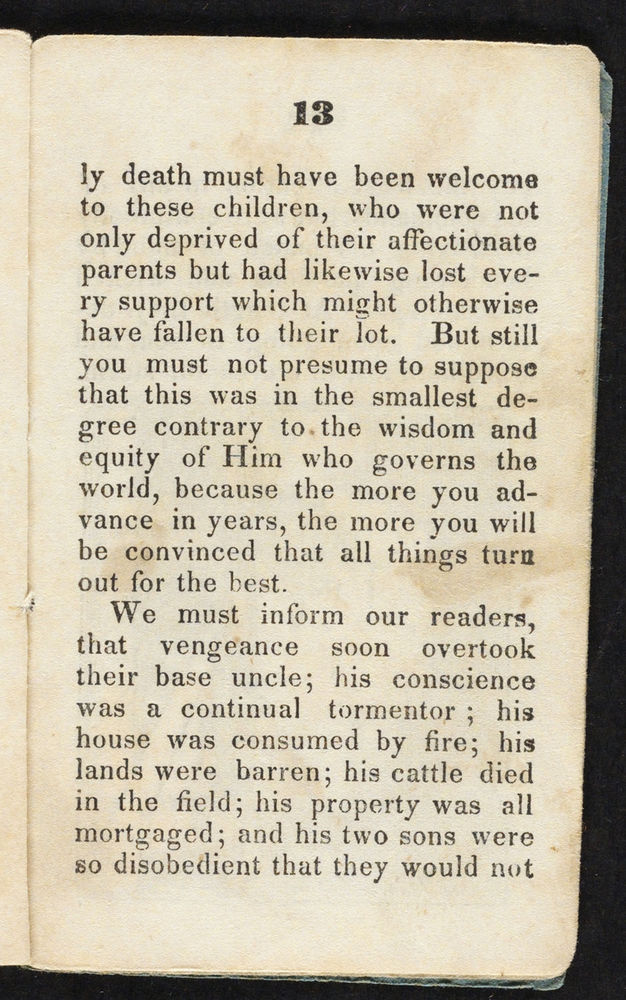 13
ly death must have been welcome
to these children, who were not
only deprived of their affectionate
parents but had likewise lost eve-
ry support which might otherwise
have fallen to their lot. But still
you must not presume to suppose
that this was in the smallest de-
gree contrary to the wisdom and
equity of Him who governs the
world, because the more you ad-
vance in years, the more you will
be convinced that all things turn
out for the best.
We must inform our readers,
that vengeance soon overtook
their base uncle; his conscience
was a continual tormentor ; his
house was consumed by fire; his
lands were barren; his cattle died
in the field; his property was all
mortgaged; and his two sons were
so disobedient that they would not